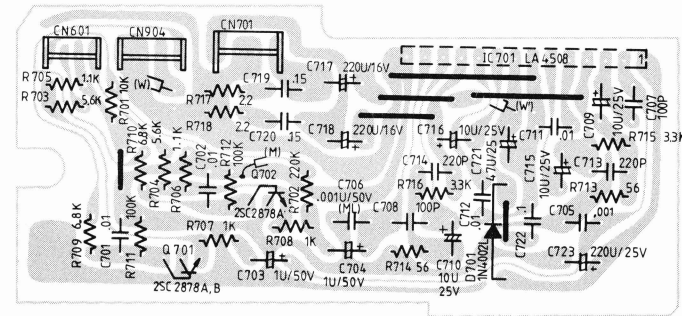 CN601
CN904
CN701
IC701 LA4508 1
R705 1.1K
R703 5.6K
R701 10K
(W)
R717 2.2
R718 2.2
C719 .15
C720 .15
C717 220U/16V
C718 220U/16V
(W')
C709 10U/25V
C707 100P
R710 6.8K
R704 5.6K
R706 1.1K
C702 .01
R712 100K
(M)
Q702
2SC2878A
R702 220K
C716 10U/25V
C721 47U/25
C711 .01
R715 3.3K
C714 220P
R716 3.3K
C715 10U/25V
C713 220P
R713 56
C706
.001U/50V
(ML)
C708 100P
C712 .01
R709 6.8K
C701 .01
R711 100K
R707 1K
R708 1K
Q701
2SC2878A,B
C703 1U/50V
C704 1U/50V
R714 56
C710
10U
25V
D701
1N4002L
C722 .1
C705 .001
C723 220U/25V